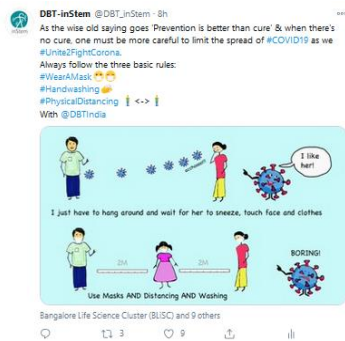 DBT-inStem @DBT_inStem · 8h
As the wise old saying goes 'Prevention is better than cure' & when there's
no cure, one must be more careful to limit the spread of #COVID19 as we
#Unite2FightCorona.
Always follow the three basic rules:
#WearAMask 😷😷
#Handwashing
#PhysicalDistancing <->
With @DBTIndia
I like
her!
I just have to hang around and wait for her to sneeze, touch face and clothes
2M 2M
BORING!
Use Masks AND Distancing AND Washing
Bangalore Life Science Cluster (BLiSC) and 9 others
3 9